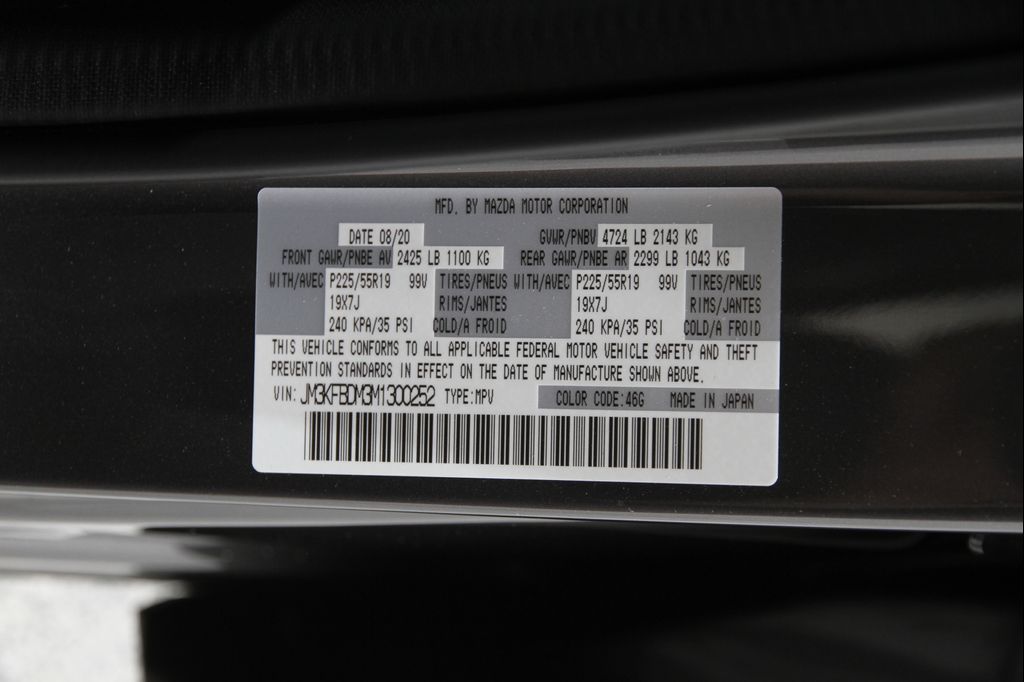 MFD. BY MAZDA MOTOR CORPORATION
DATE 08/20 GVWR/PNBV 4724 LB 2143 KG
FRONT GAWR/PNBE AV 2425 LB 1100 KG REAR GAWR/PNBE AR 2299 LB 1043 KG
WITH/AVEC P225/55R19 99V TIRES/PNEUS WITH/AVEC P225/55R19 99V TIRES/PNEUS
19X7J RIMS/JANTES 19X7J RIMS/JANTES
240 KPA/35 PSI COLD/A FROID 240 KPA/35 PSI COLD/A FROID
THIS VEHICLE CONFORMS TO ALL APPLICABLE FEDERAL MOTOR VEHICLE SAFETY AND THEFT
PREVENTION STANDARDS IN EFFECT ON THE DATE OF MANUFACTURE SHOWN ABOVE.
VIN: JM3KFBDM3M1300252 TYPE:MPV COLOR CODE:46G MADE IN JAPAN